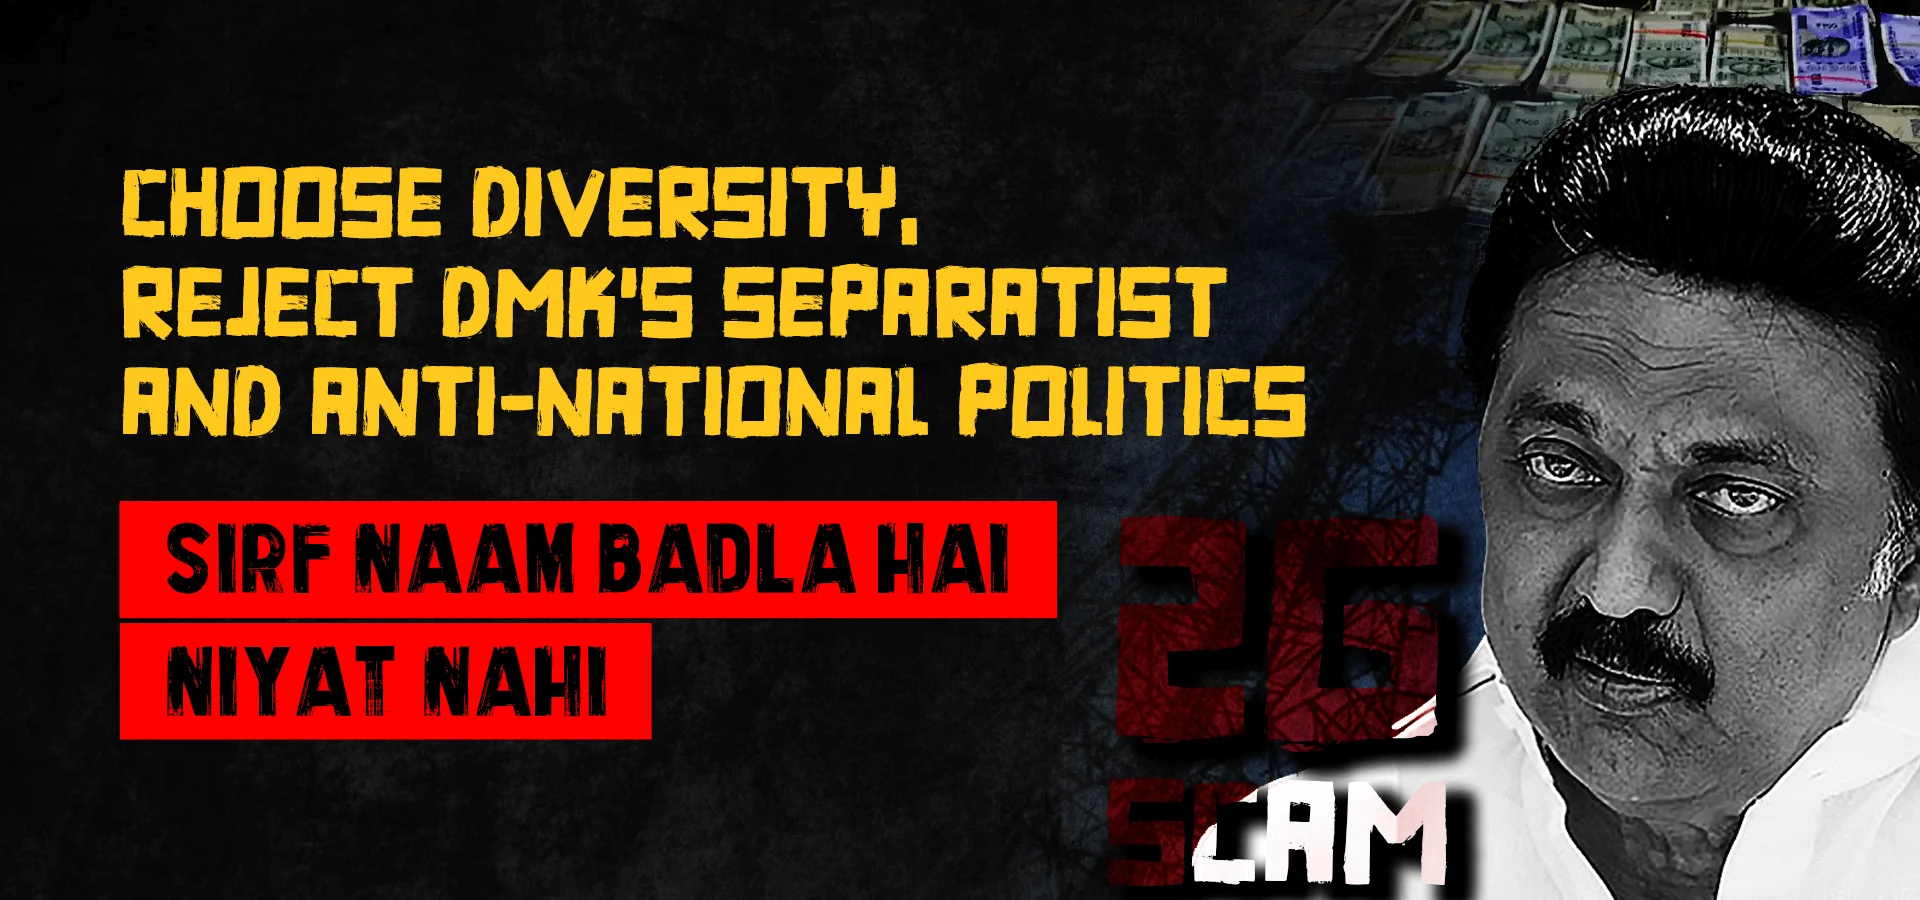 CHOOSE DIVERSITY,
REJECT DMK'S SEPARATIST
AND ANTI-NATIONAL POLITICS
SIRF NAAM BADLA HAI
NIYAT NAHI
2G
SCAM